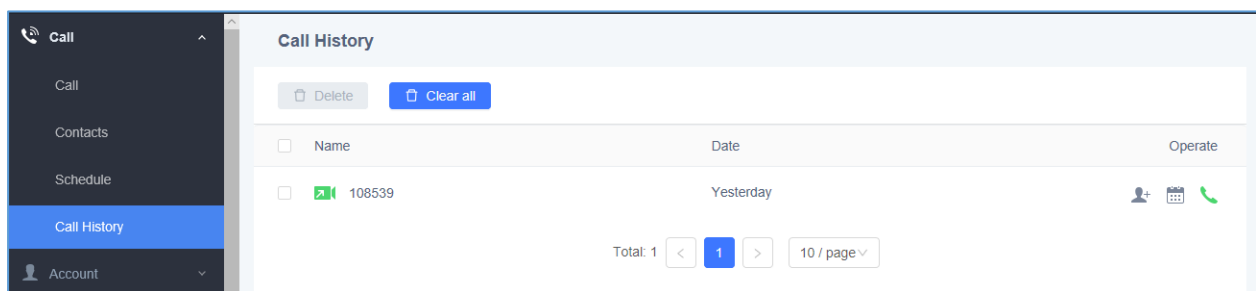 Call
Call
Contacts
Schedule
Call History
Account
Call History
Delete Clear all
Name Date Operate
108539 Yesterday
Total: 1 < 1 > 10 / page